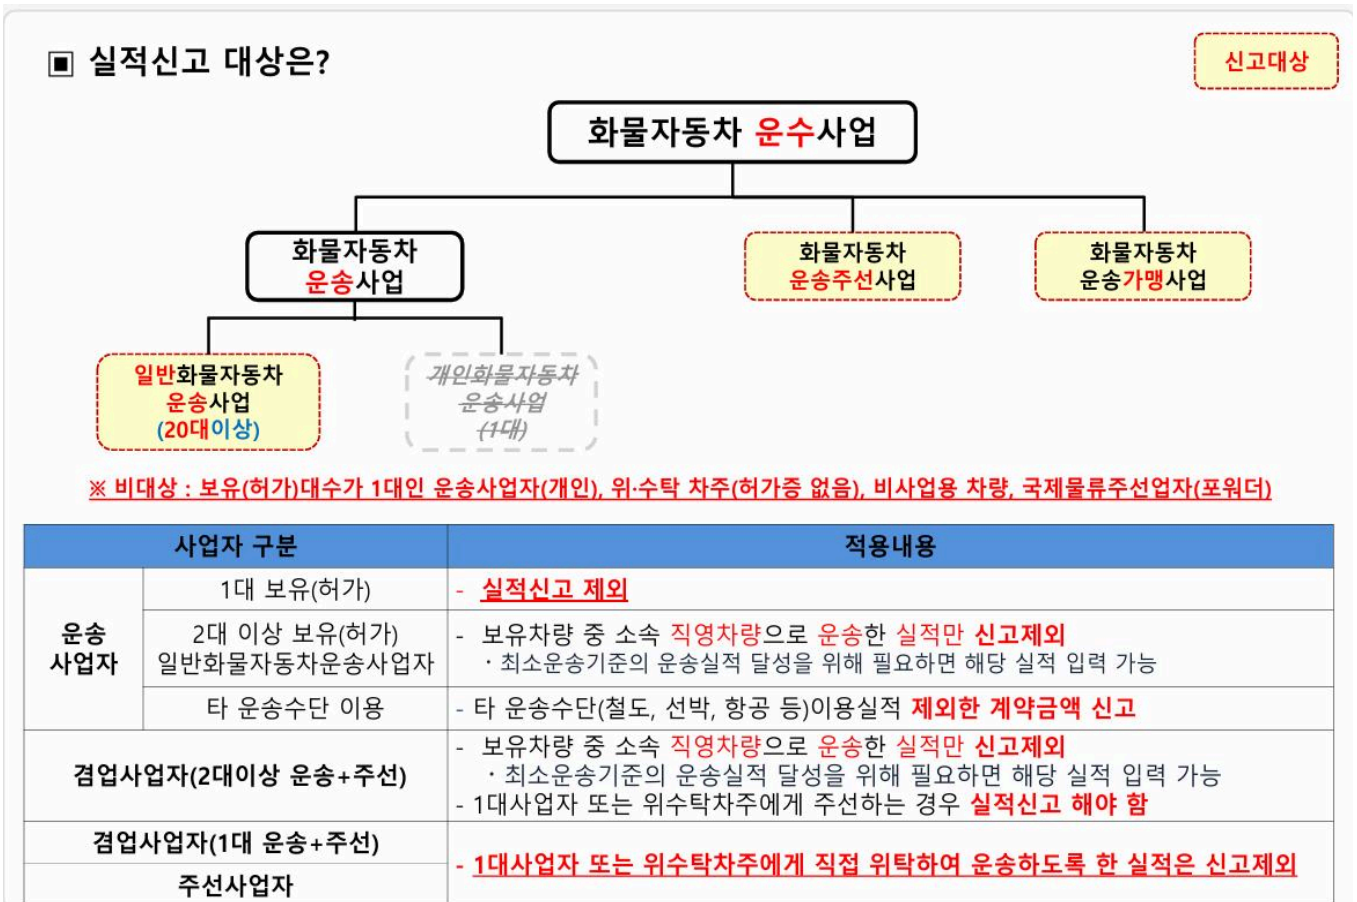 ▣ 실적신고 대상은?
신고대상
화물자동차 운수사업
화물자동차
운송사업
화물자동차
운송주선사업
화물자동차
운송가맹사업
일반화물자동차
운송사업
(20대이상)
개인화물자동차
운송사업
(1대)
※ 비대상 : 보유(허가)대수가 1대인 운송사업자(개인), 위·수탁 차주(허가증 없음), 비사업용 차량, 국제물류주선업자(포워더)
사업자 구분
적용내용
운송
사업자
1대 보유(허가)
- 실적신고 제외
2대 이상 보유(허가)
일반화물자동차운송사업자
- 보유차량 중 소속 직영차량으로 운송한 실적만 신고제외
· 최소운송기준의 운송실적 달성을 위해 필요하면 해당 실적 입력 가능
타 운송수단 이용
- 타 운송수단(철도, 선박, 항공 등)이용실적 제외한 계약금액 신고
겸업사업자(2대이상 운송+주선)
- 보유차량 중 소속 직영차량으로 운송한 실적만 신고제외
· 최소운송기준의 운송실적 달성을 위해 필요하면 해당 실적 입력 가능
- 1대사업자 또는 위수탁차주에게 주선하는 경우 실적신고 해야 함
겸업사업자(1대 운송+주선)
주선사업자
- 1대사업자 또는 위수탁차주에게 직접 위탁하여 운송하도록 한 실적은 신고제외